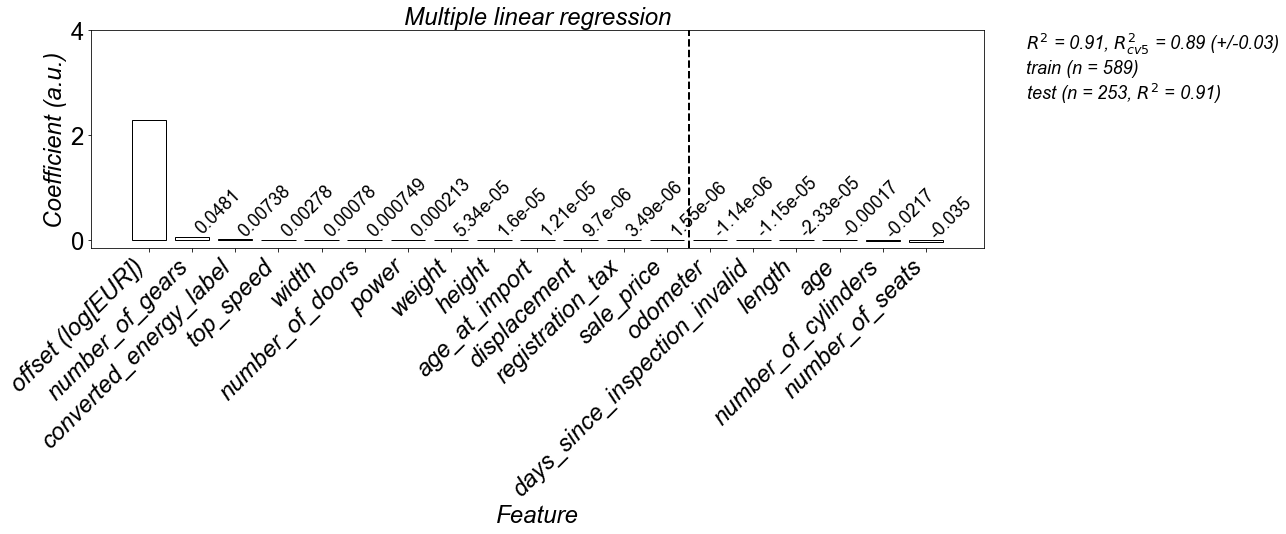 Multiple linear regression
R² = 0.91, R²cv5 = 0.89 (+/-0.03)
train (n = 589)
test (n = 253, R² = 0.91)
Coefficient (a.u.)
4
2
0
0.0481
0.00738
0.00278
0.00078
0.000749
0.000213
5.34e-05
1.6e-05
1.21e-05
9.7e-06
3.49e-06
1.55e-06
-1.14e-06
-1.15e-05
-2.33e-05
-0.00017
-0.0217
-0.035
offset (log[EUR])
number_of_gears
converted_energy_label
top_speed
width
number_of_doors
power
weight
height
age_at_import
displacement
registration_tax
sale_price
odometer
days_since_inspection_invalid
length
age
number_of_cylinders
number_of_seats
Feature